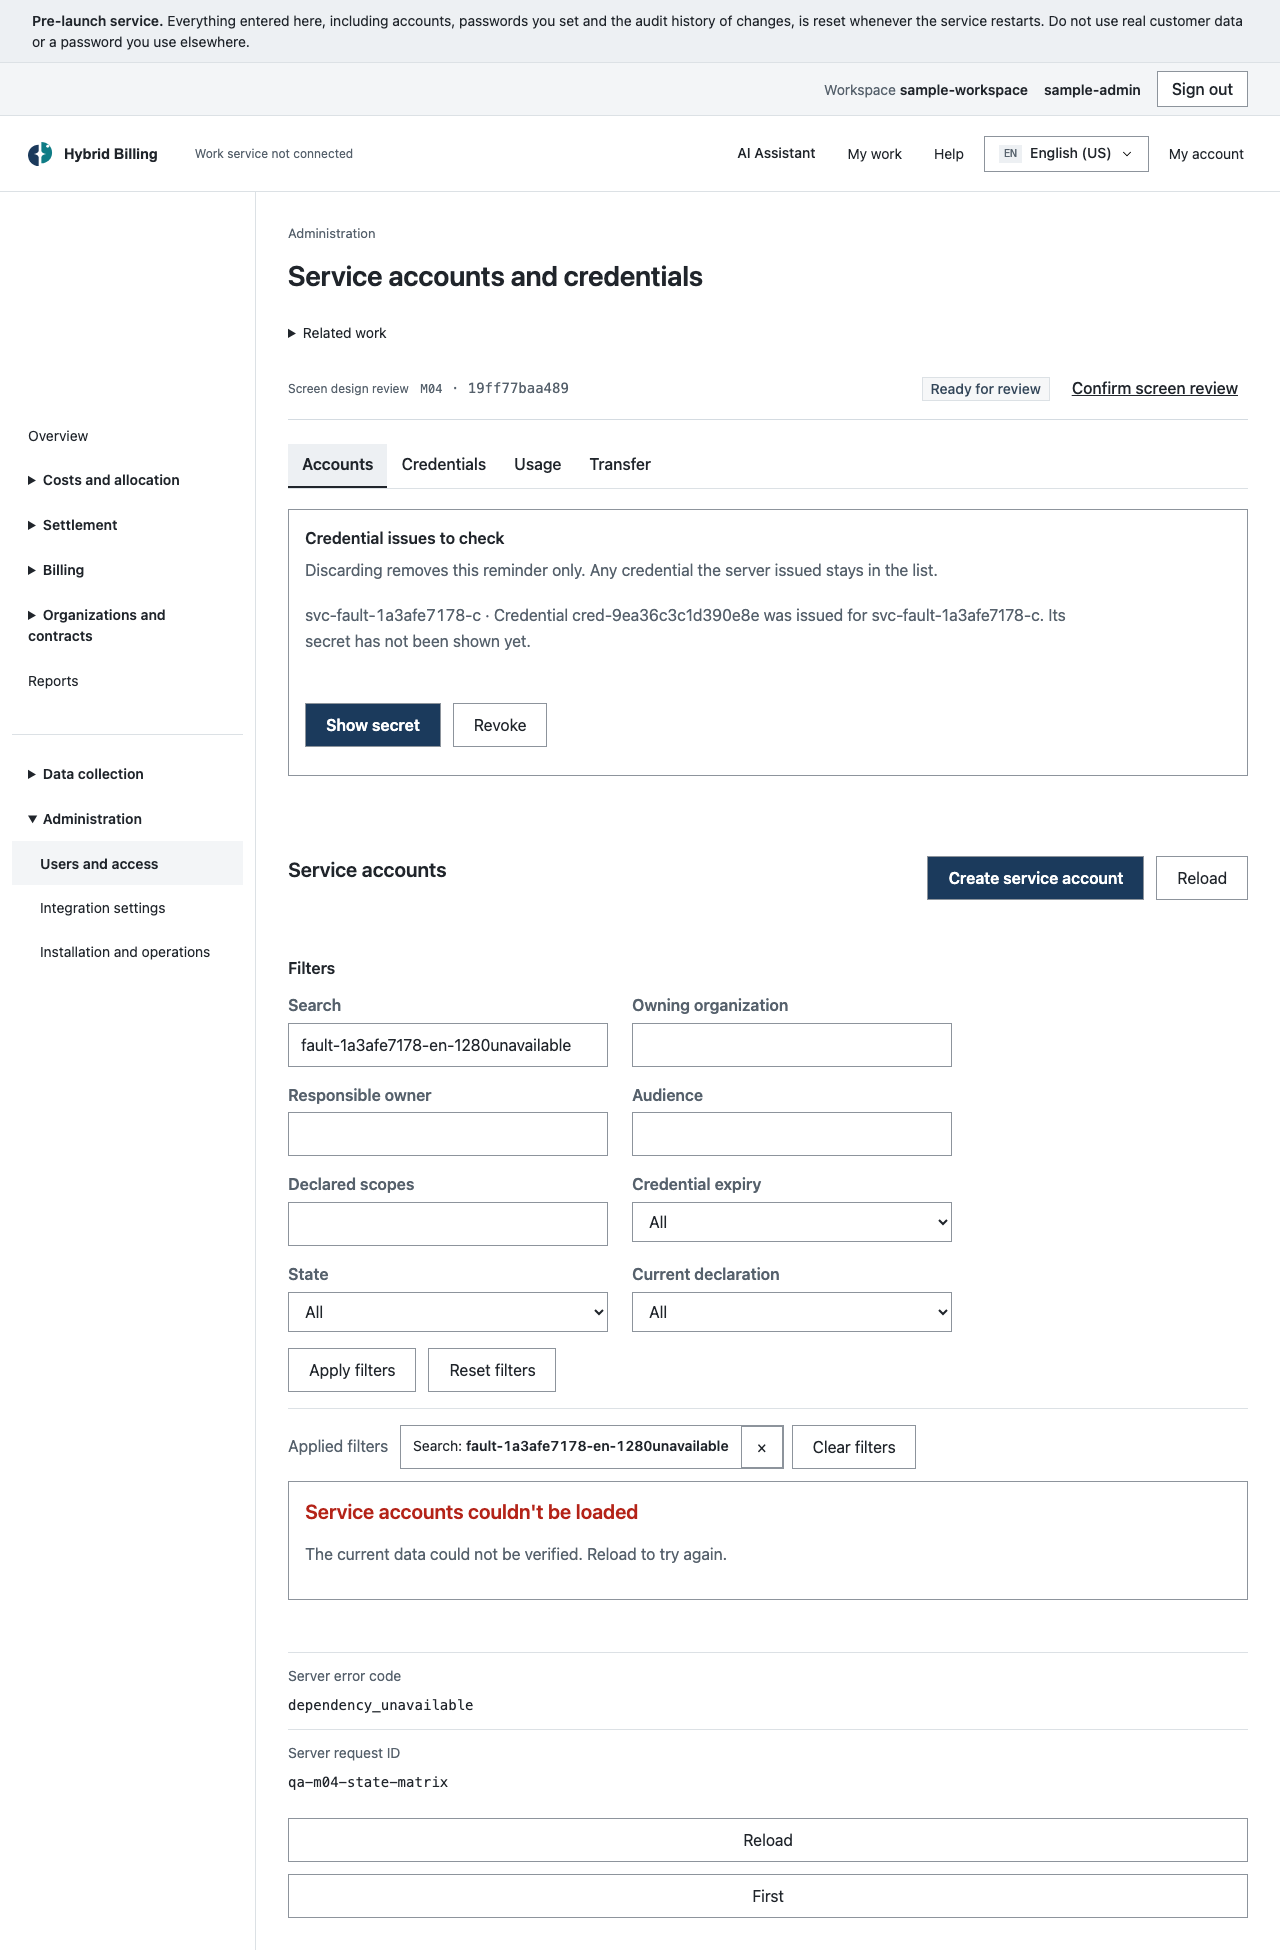 Pre-launch service. Everything entered here, including accounts, passwords you set and the audit history of changes, is reset whenever the service restarts. Do not use real customer data
or a password you use elsewhere.
Workspace sample-workspace sample-admin Sign out
Hybrid Billing Work service not connected AI Assistant My work Help EN English (US) My account
Administration
Service accounts and credentials
Related work
Screen design review M04 · 19ff77baa489 Ready for review Confirm screen review
Overview
Costs and allocation
Settlement
Billing
Organizations and
contracts
Reports
Data collection
Administration
Users and access
Integration settings
Installation and operations
Accounts Credentials Usage Transfer
Credential issues to check
Discarding removes this reminder only. Any credential the server issued stays in the list.
svc-fault-1a3afe7178-c · Credential cred-9ea36c3c1d390e8e was issued for svc-fault-1a3afe7178-c. Its
secret has not been shown yet.
Show secret Revoke
Service accounts Create service account Reload
Filters
Search Owning organization
fault-1a3afe7178-en-1280unavailable
Responsible owner Audience
Declared scopes Credential expiry
All
State Current declaration
All All
Apply filters Reset filters
Applied filters Search: fault-1a3afe7178-en-1280unavailable × Clear filters
Service accounts couldn't be loaded
The current data could not be verified. Reload to try again.
Server error code
dependency_unavailable
Server request ID
qa-m04-state-matrix
Reload
First